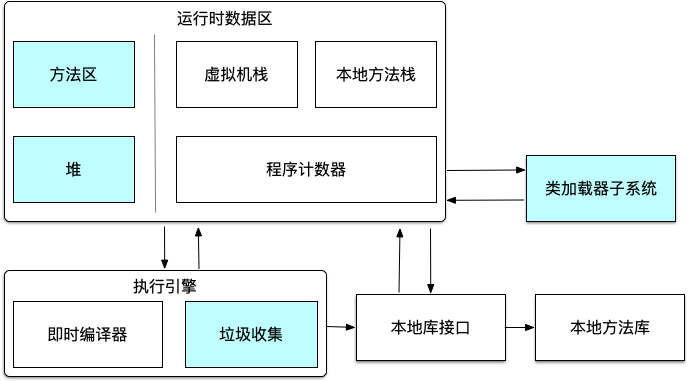 运行时数据区
方法区
虚拟机栈
本地方法栈
堆
程序计数器
类加载器子系统
执行引擎
即时编译器
垃圾收集
本地库接口
本地方法库